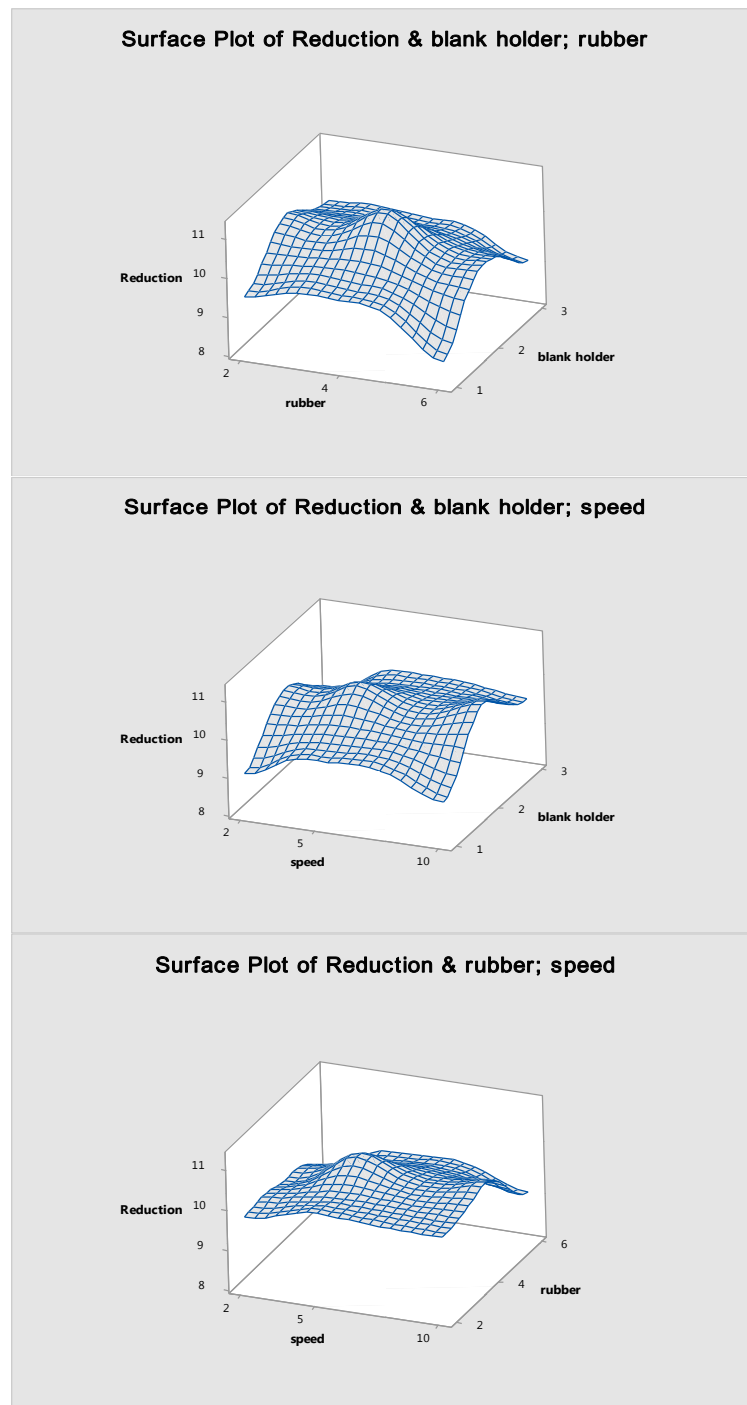 Surface Plot of Reduction & blank holder; rubber
11
Reduction 10
9
8
2
4
6
rubber
1
2
3
blank holder
Surface Plot of Reduction & blank holder; speed
11
Reduction 10
9
8
2
5
10
speed
1
2
3
blank holder
Surface Plot of Reduction & rubber; speed
11
Reduction 10
9
8
2
5
10
speed
2
4
6
rubber